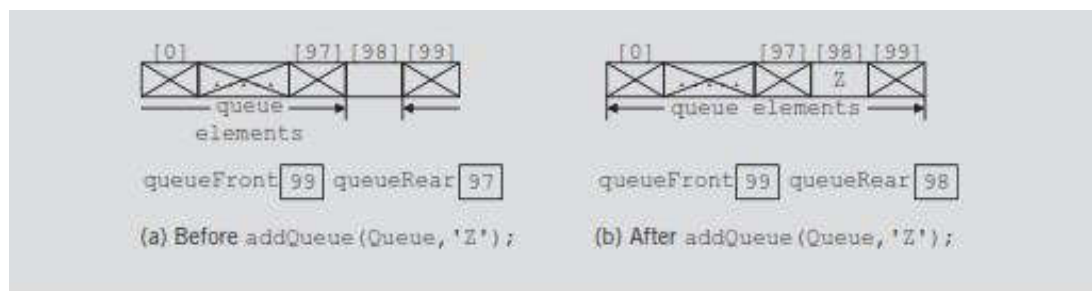 [0] [97] [98] [99]
. . . .
queue
elements
queueFront 99 queueRear 97
(a) Before addQueue(Queue,'Z');
[0] [97] [98] [99]
. . . . Z
queue elements
queueFront 99 queueRear 98
(b) After addQueue(Queue,'Z');